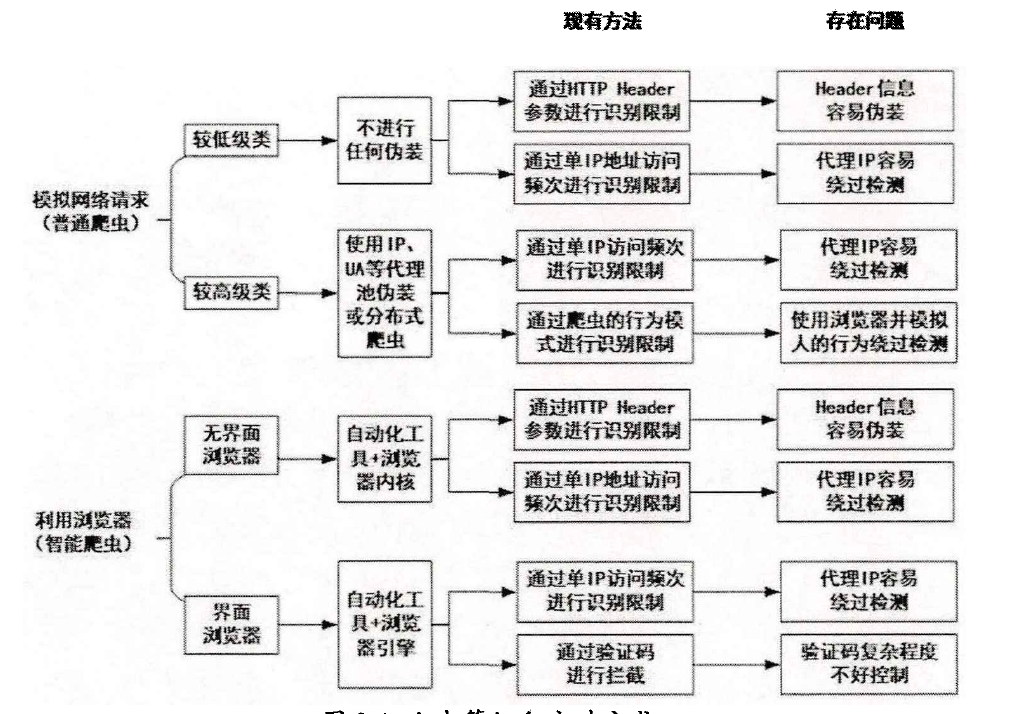 现有方法 存在问题
模拟网络请求
（普通爬虫）
较低级类
不进行
任何伪装
通过HTTP Header
参数进行识别限制
Header信息
容易伪装
通过单IP地址访问
频次进行识别限制
代理IP容易
绕过检测
较高级类
使用IP、
UA等代理
池伪装
或分布式
爬虫
通过单IP访问频次
进行识别限制
代理IP容易
绕过检测
通过爬虫的行为模
式进行识别限制
使用浏览器并模拟
人的行为绕过检测
利用浏览器
（智能爬虫）
无界面
浏览器
自动化工
具+浏览
器内核
通过HTTP Header
参数进行识别限制
Header信息
容易伪装
通过单IP地址访问
频次进行识别限制
代理IP容易
绕过检测
界面
浏览器
自动化工
具+浏览
器引擎
通过单IP访问频次
进行识别限制
代理IP容易
绕过检测
通过验证码
进行拦截
验证码复杂程度
不好控制